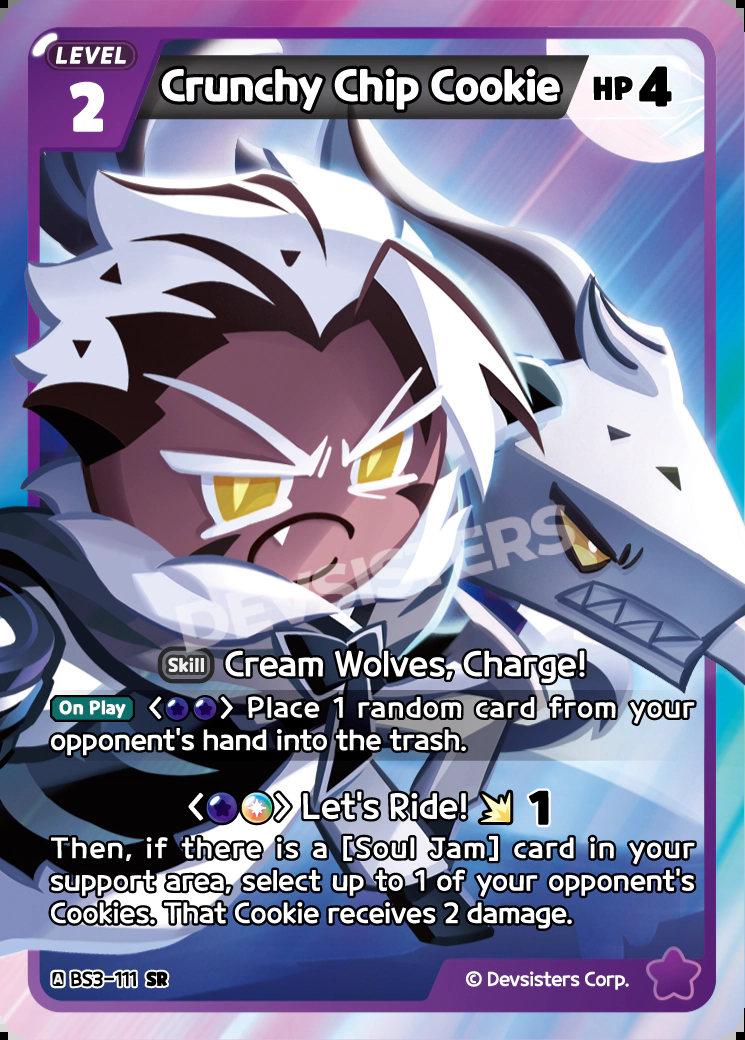 LEVEL
2
Crunchy Chip Cookie
HP 4
DEVSISTERS
Skill Cream Wolves, Charge!
On Play < > Place 1 random card from your
opponent's hand into the trash.
< > Let's Ride! 1
Then, if there is a [Soul Jam] card in your
support area, select up to 1 of your opponent's
Cookies. That Cookie receives 2 damage.
A BS3-111 SR
© Devsisters Corp.